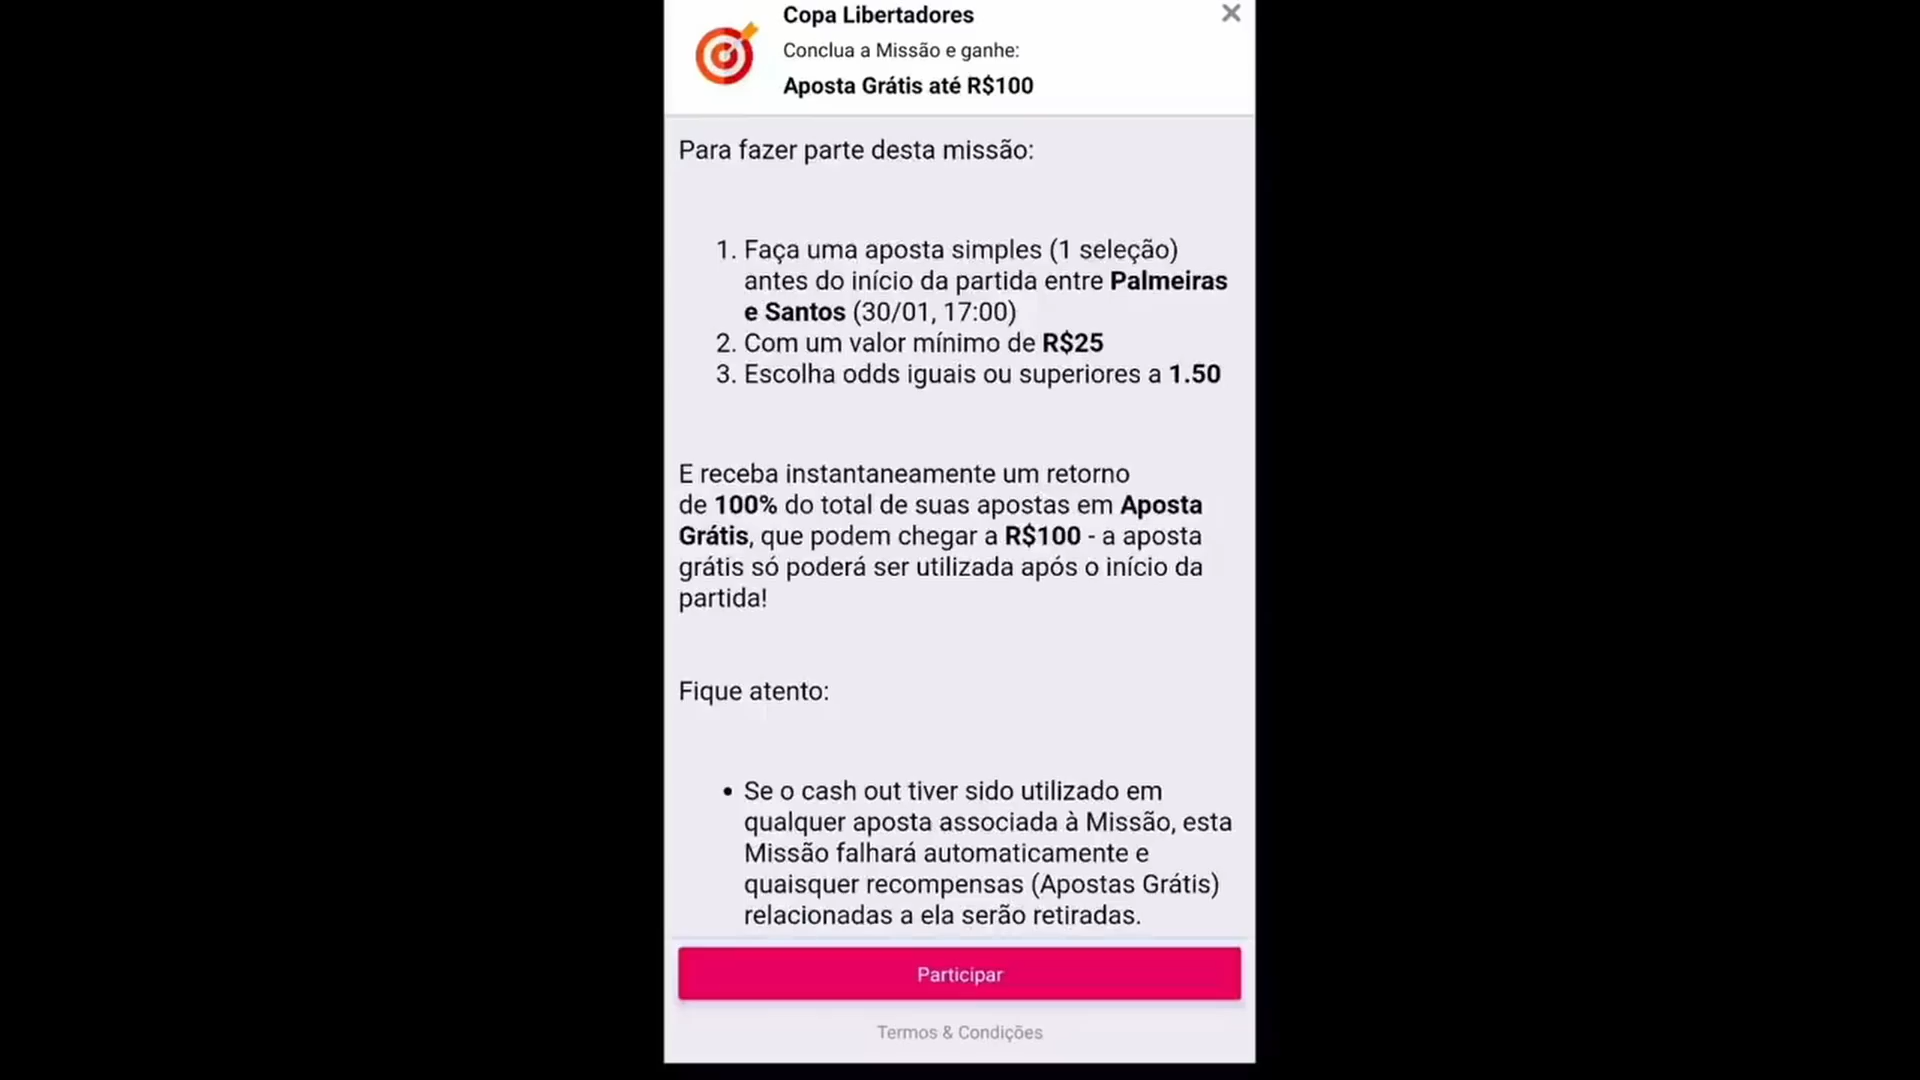 Copa Libertadores
Conclua a Missão e ganhe:
Aposta Grátis até R$100
Para fazer parte desta missão:
1. Faça uma aposta simples (1 seleção)
antes do início da partida entre Palmeiras
e Santos (30/01, 17:00)
2. Com um valor mínimo de R$25
3. Escolha odds iguais ou superiores a 1.50
E receba instantaneamente um retorno
de 100% do total de suas apostas em Aposta
Grátis, que podem chegar a R$100 - a aposta
grátis só poderá ser utilizada após o início da
partida!
Fique atento:
• Se o cash out tiver sido utilizado em
qualquer aposta associada à Missão, esta
Missão falhará automaticamente e
quaisquer recompensas (Apostas Grátis)
relacionadas a ela serão retiradas.
Participar
Termos & Condições